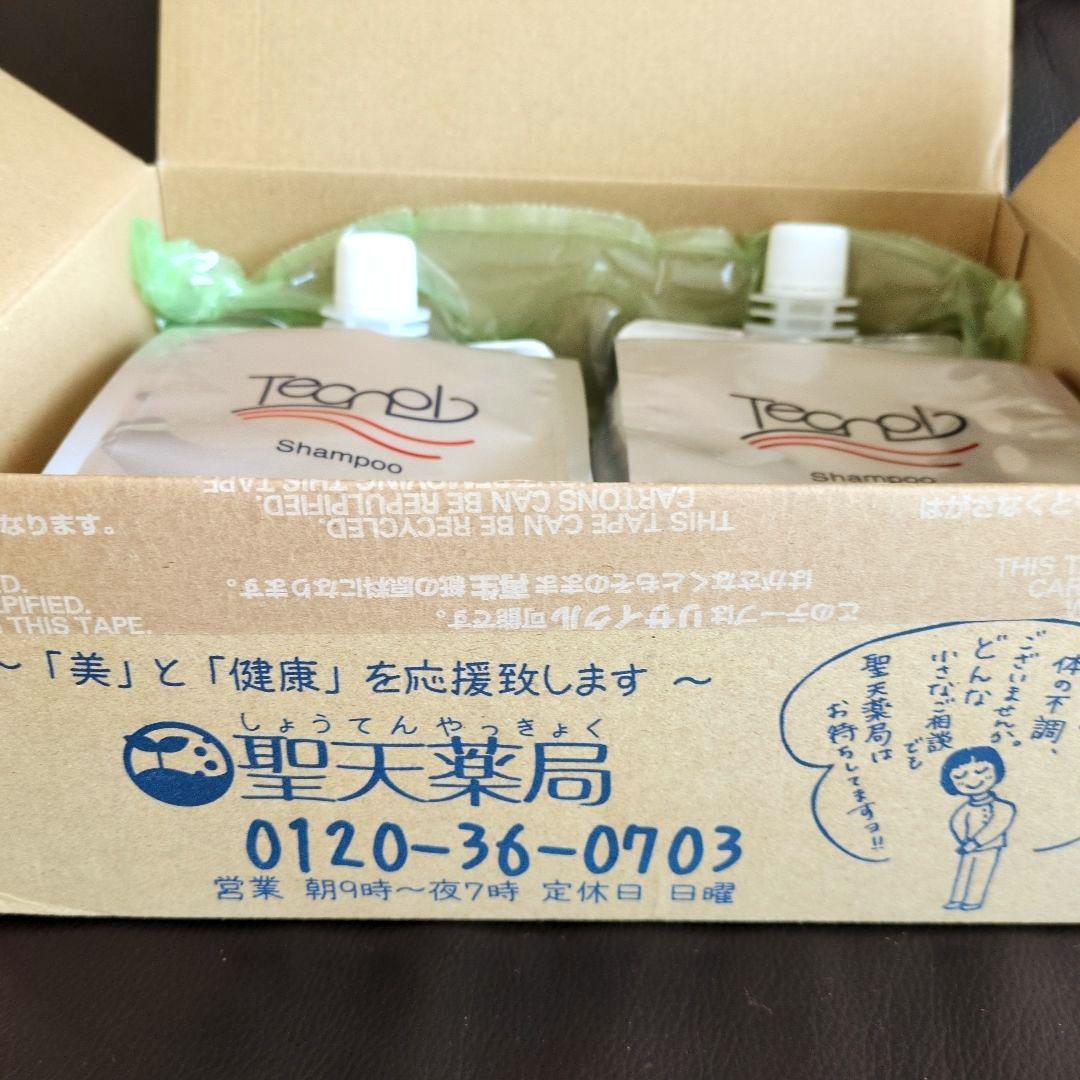 Tecnob
Shampoo
Tecnob
Shampoo
THIS TAPE
CARTONS CAN BE REPULPIFIED.
THIS TAPE CAN BE RECYCLED.
はがさなくと
なります。
はがさなくともそのまま再生紙の原料になります。
このテープはリサイクル可能です。
THIS TAPE.
~「美」と「健康」を応援致します~
しょうてんやっきょく
聖天薬局
0120-36-0703
営業 朝9時~夜7時 定休日 日曜
体の不調、
ございませんか。
どんな
小さなご相談
でも
聖天薬局は
お待ちしてますヨ!!